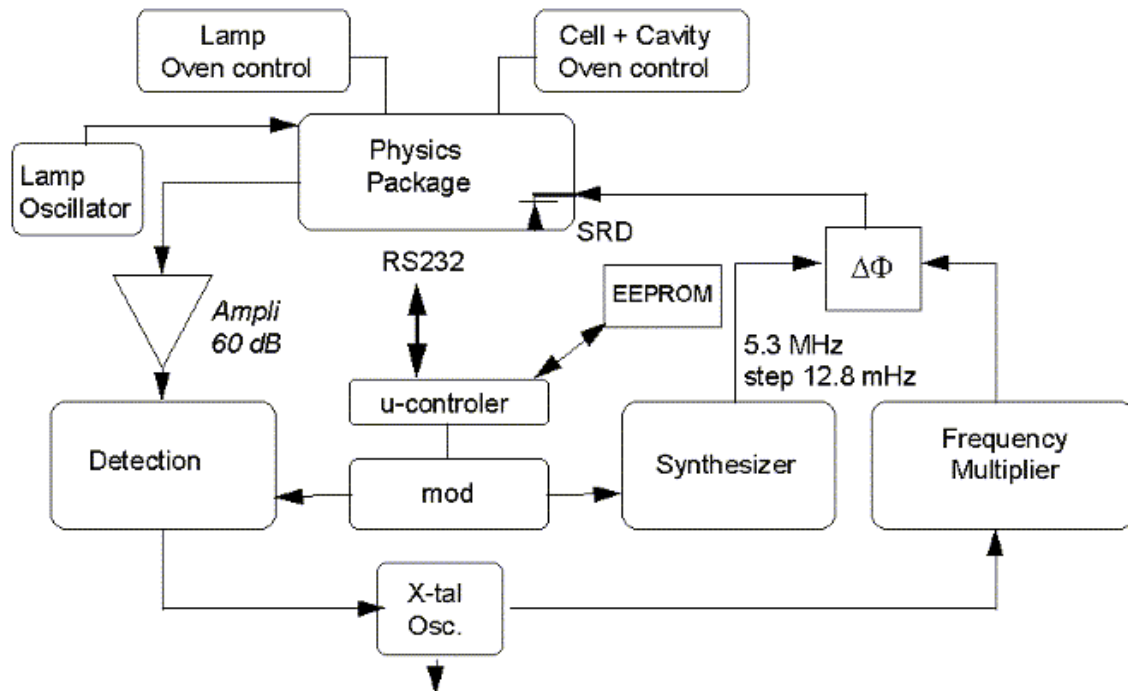 Lamp
Oven control
Cell + Cavity
Oven control
Physics
Package
Lamp
Oscillator
SRD
RS232
EEPROM
ΔΦ
Ampli
60 dB
5.3 MHz
step 12.8 mHz
u-controler
Detection
mod
Synthesizer
Frequency
Multiplier
X-tal
Osc.